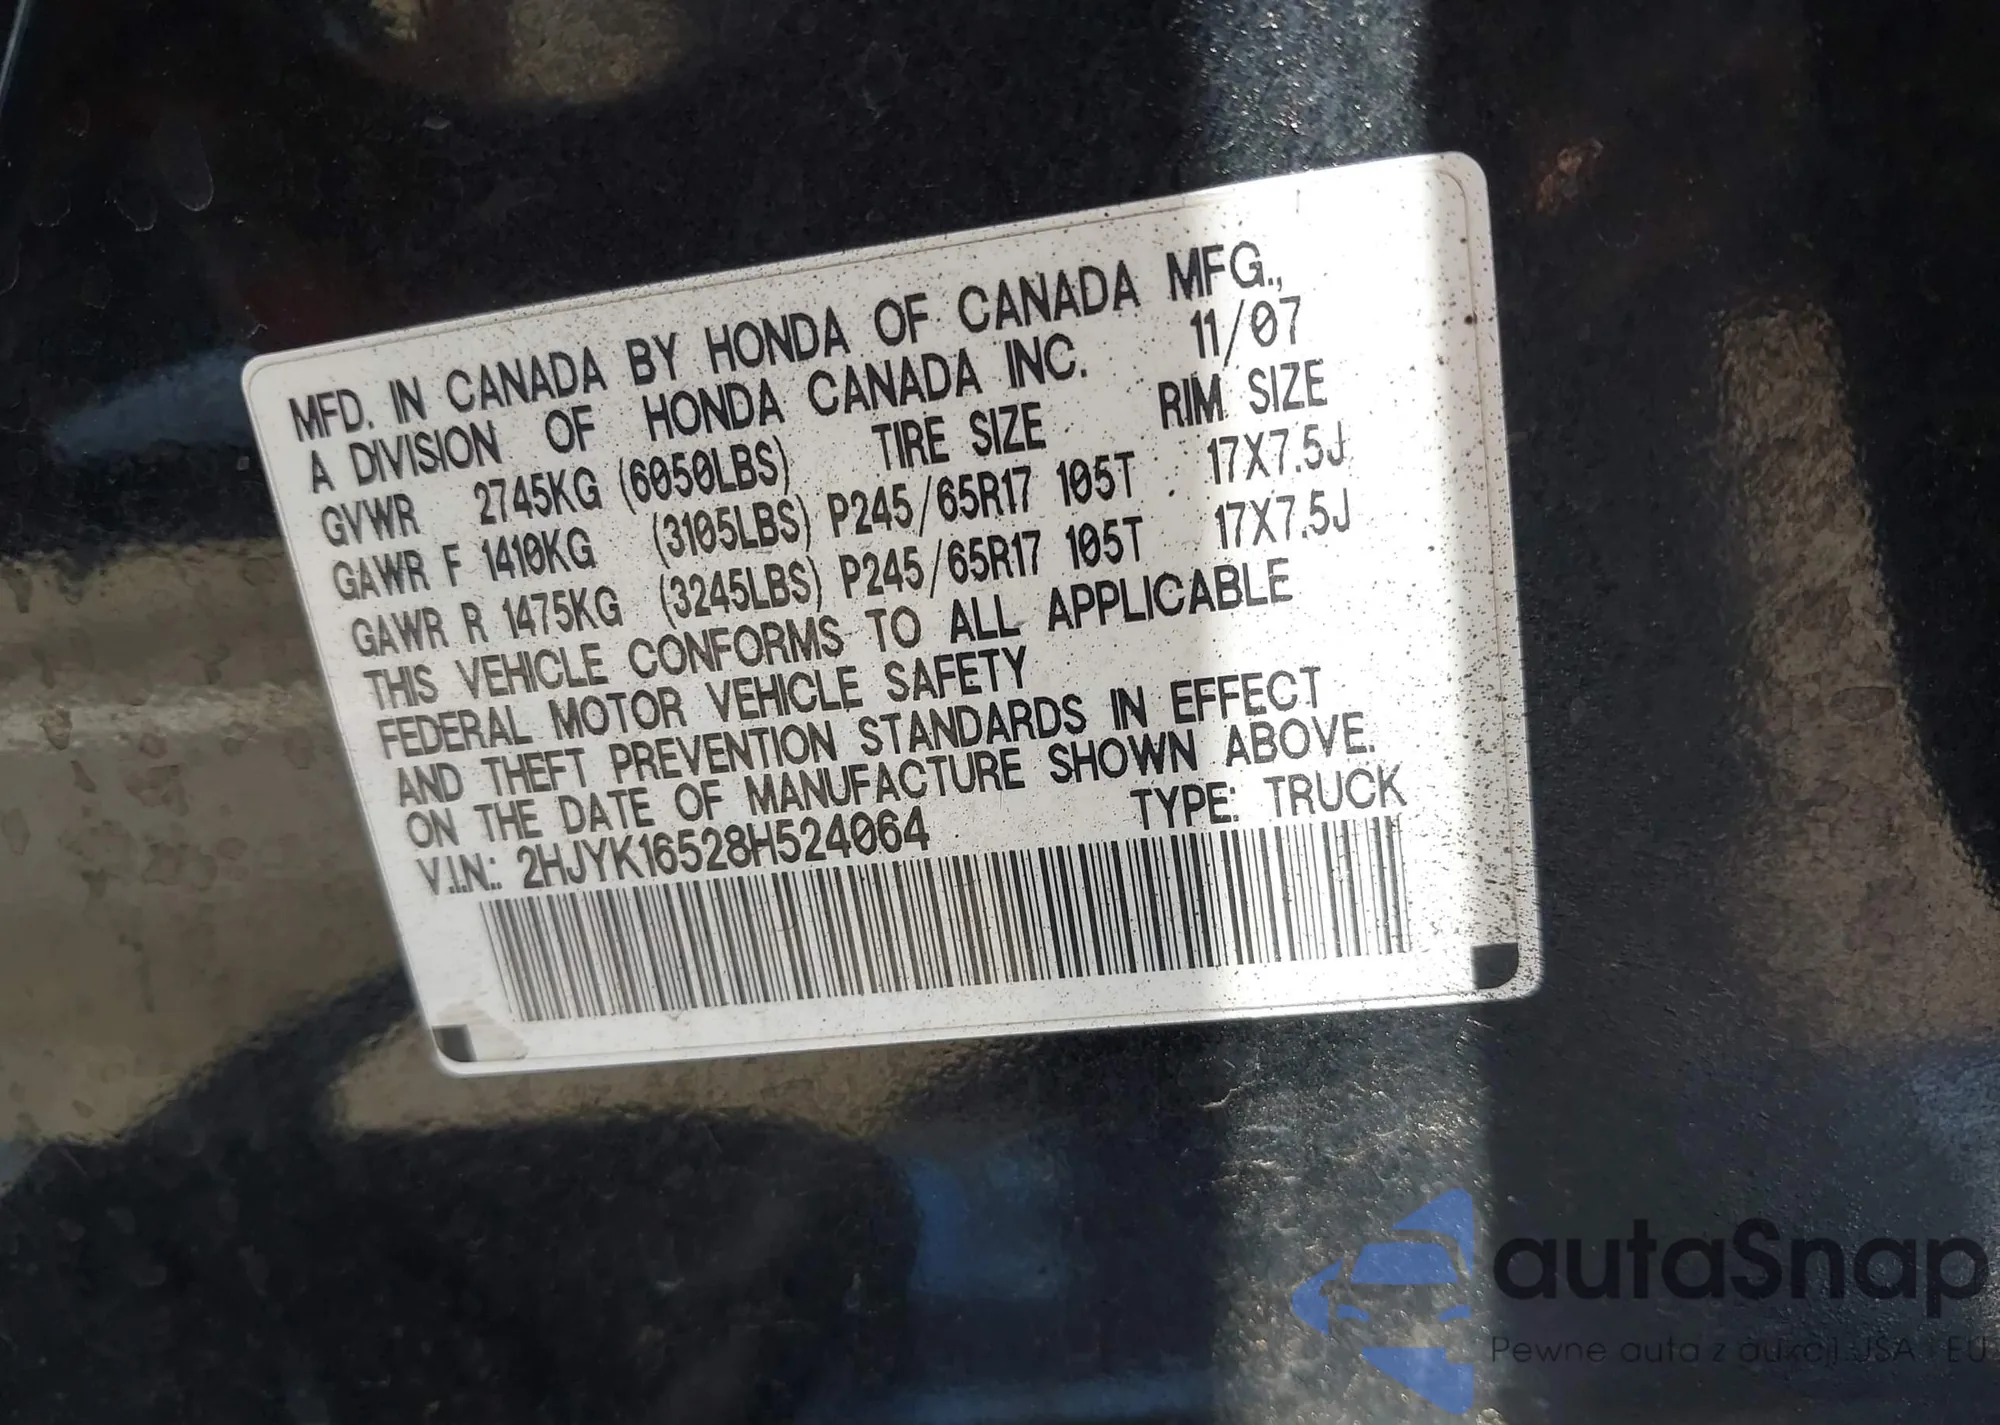 MFD. IN CANADA BY HONDA OF CANADA MFG.,
A DIVISION OF HONDA CANADA INC. 11/07
GVWR 2745KG (6050LBS) TIRE SIZE RIM SIZE
GAWR F 1410KG (3105LBS) P245/65R17 105T 17X7.5J
GAWR R 1475KG (3245LBS) P245/65R17 105T 17X7.5J
THIS VEHICLE CONFORMS TO ALL APPLICABLE
FEDERAL MOTOR VEHICLE SAFETY
AND THEFT PREVENTION STANDARDS IN EFFECT
ON THE DATE OF MANUFACTURE SHOWN ABOVE.
V.I.N.: 2HJYK16528H524064 TYPE: TRUCK
autaSnap
Pewne auta z aukcji USA i EU